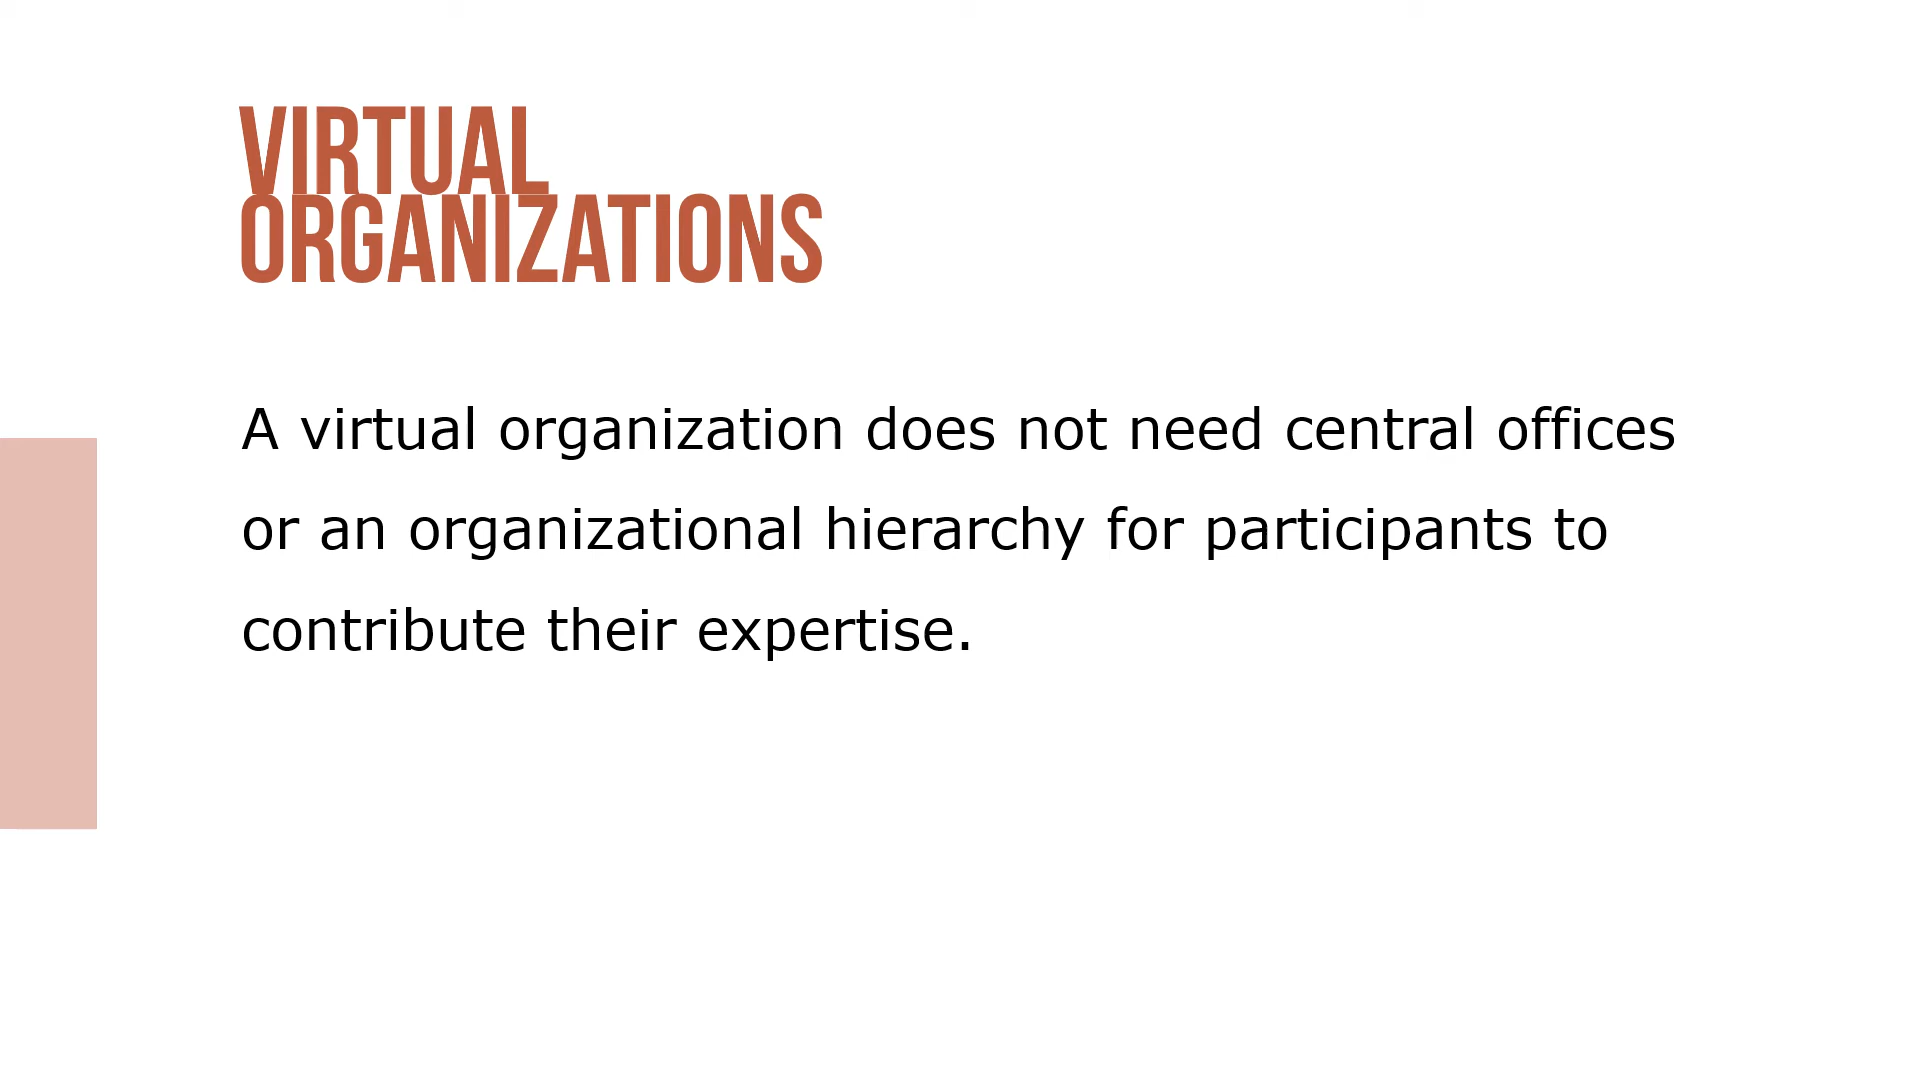 VIRTUAL
ORGANIZATIONS
A virtual organization does not need central offices
or an organizational hierarchy for participants to
contribute their expertise.